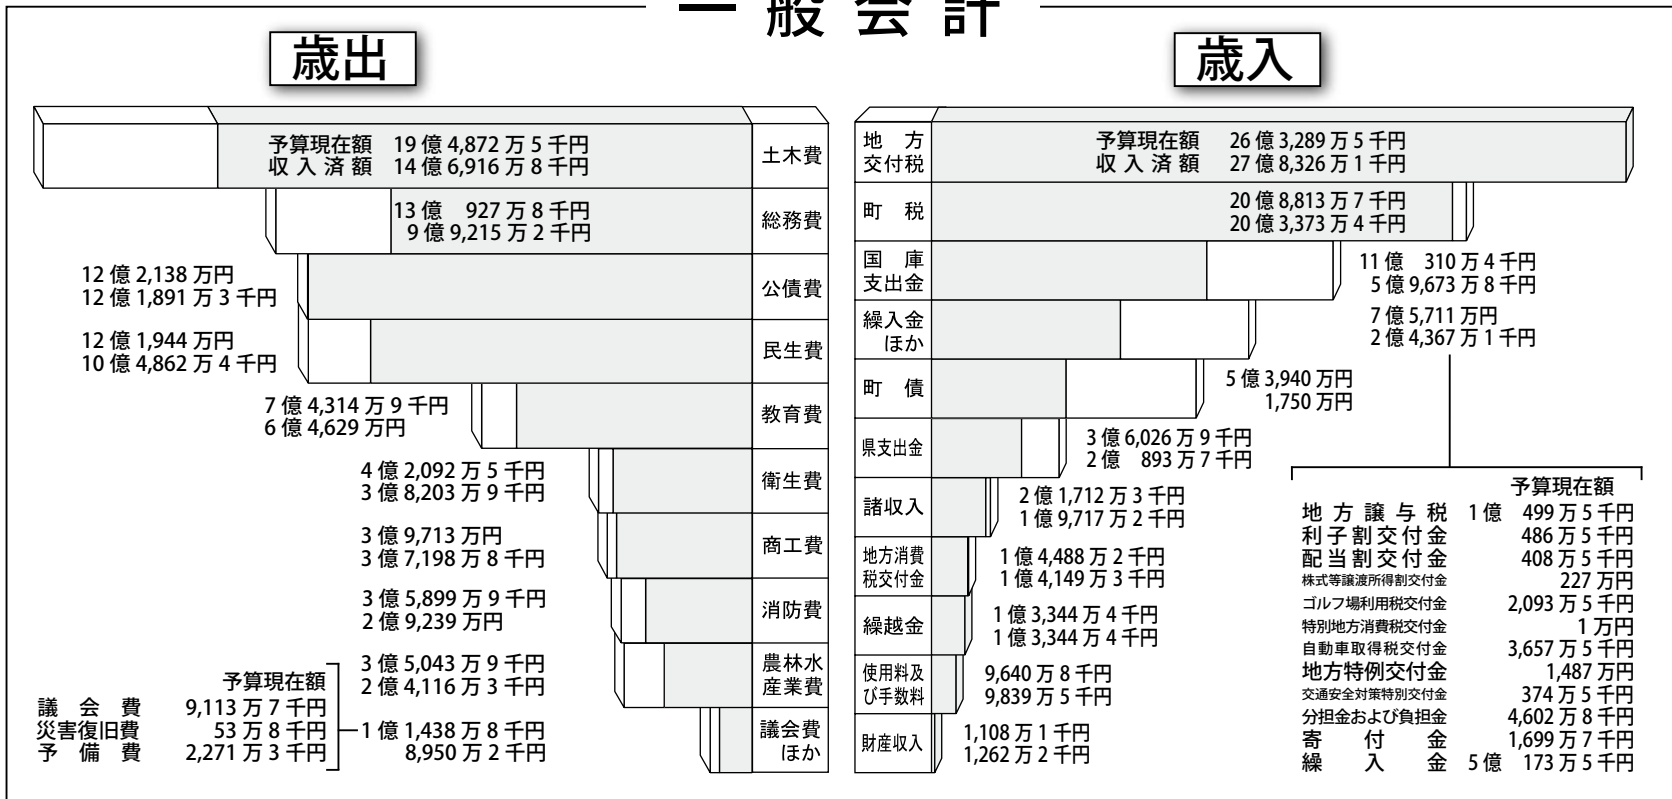 一般会計
歳出
予算現在額 19億4,872万5千円
収入済額 14億6,916万8千円
土木費
13億 927万8千円
9億9,215万2千円
総務費
12億2,138万円
12億1,891万3千円
公債費
12億1,944万円
10億4,862万4千円
民生費
7億4,314万9千円
6億4,629万円
教育費
4億2,092万5千円
3億8,203万9千円
衛生費
3億9,713万円
3億7,198万8千円
商工費
3億5,899万9千円
2億9,239万円
消防費
3億5,043万9千円
2億4,116万3千円
農林水
産業費
予算現在額
議会費 9,113万7千円
災害復旧費 53万8千円
予備費 2,271万3千円
1億1,438万8千円
8,950万2千円
議会費
ほか
歳入
地方
交付税
予算現在額 26億3,289万5千円
収入済額 27億8,326万1千円
町税
20億8,813万7千円
20億3,373万4千円
国庫
支出金
11億 310万4千円
5億9,673万8千円
繰入金
ほか
7億5,711万円
2億4,367万1千円
町債
5億3,940万円
1,750万円
県支出金
3億6,026万9千円
2億 893万7千円
諸収入
2億1,712万3千円
1億9,717万2千円
地方消費
税交付金
1億4,488万2千円
1億4,149万3千円
繰越金
1億3,344万4千円
1億3,344万4千円
使用料及
び手数料
9,640万8千円
9,839万5千円
財産収入
1,108万1千円
1,262万2千円
予算現在額
地方譲与税 1億 499万5千円
利子割交付金 486万5千円
配当割交付金 408万5千円
株式等譲渡所得割交付金 227万円
ゴルフ場利用税交付金 2,093万5千円
特別地方消費税交付金 1万円
自動車取得税交付金 3,657万5千円
地方特例交付金 1,487万円
交通安全対策特別交付金 374万5千円
分担金および負担金 4,602万8千円
寄付金 1,699万7千円
繰入金 5億 173万5千円